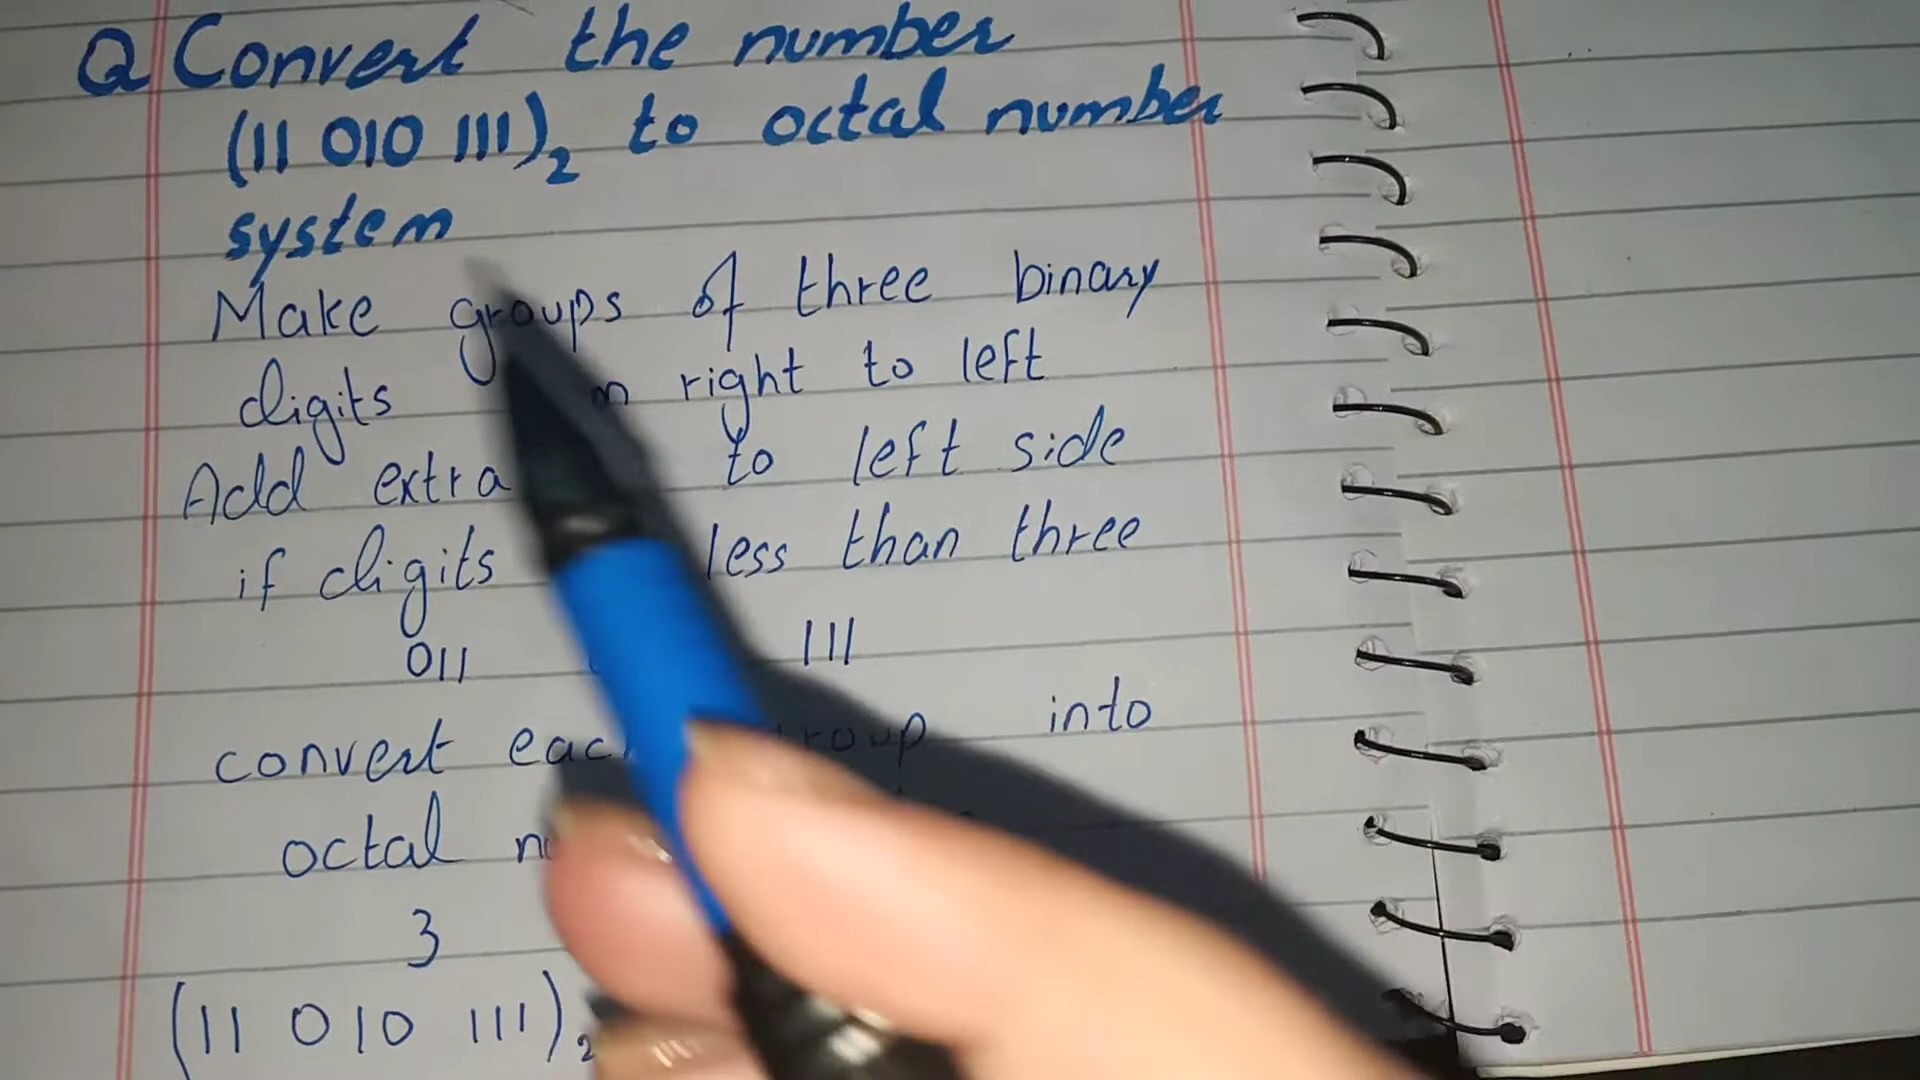 Q Convert the number
(11 010 111)₂ to octal number
system
Make groups of three binary
digits right to left
Add extra to left side
if digits less than three
011 111
convert each group into
octal
3
(11 010 111)₂